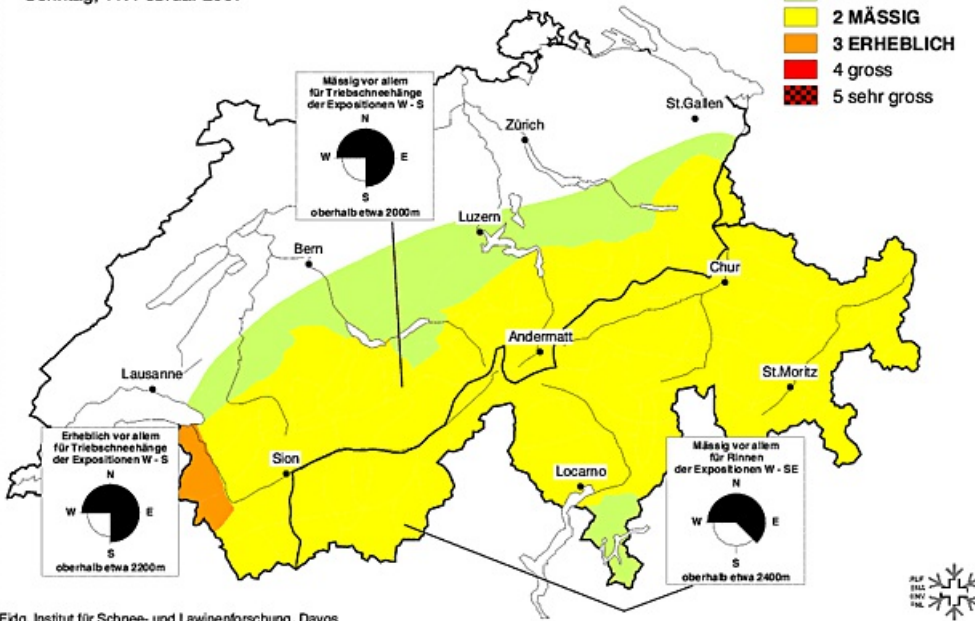 2 MÄSSIG
3 ERHEBLICH
4 gross
5 sehr gross
Mässig vor allem
für Triebschneehänge
der Expositionen W - S
N
W
E
S
oberhalb etwa 2000m
St.Gallen
Zürich
Luzern
Bern
Chur
Andermatt
Lausanne
St.Moritz
Sion
Locarno
Erheblich vor allem
für Triebschneehänge
der Expositionen W - S
N
W
E
S
oberhalb etwa 2200m
Mässig vor allem
für Rinnen
der Expositionen W - SE
N
W
E
S
oberhalb etwa 2400m
Eidg. Institut für Schnee- und Lawinenforschung, Davos